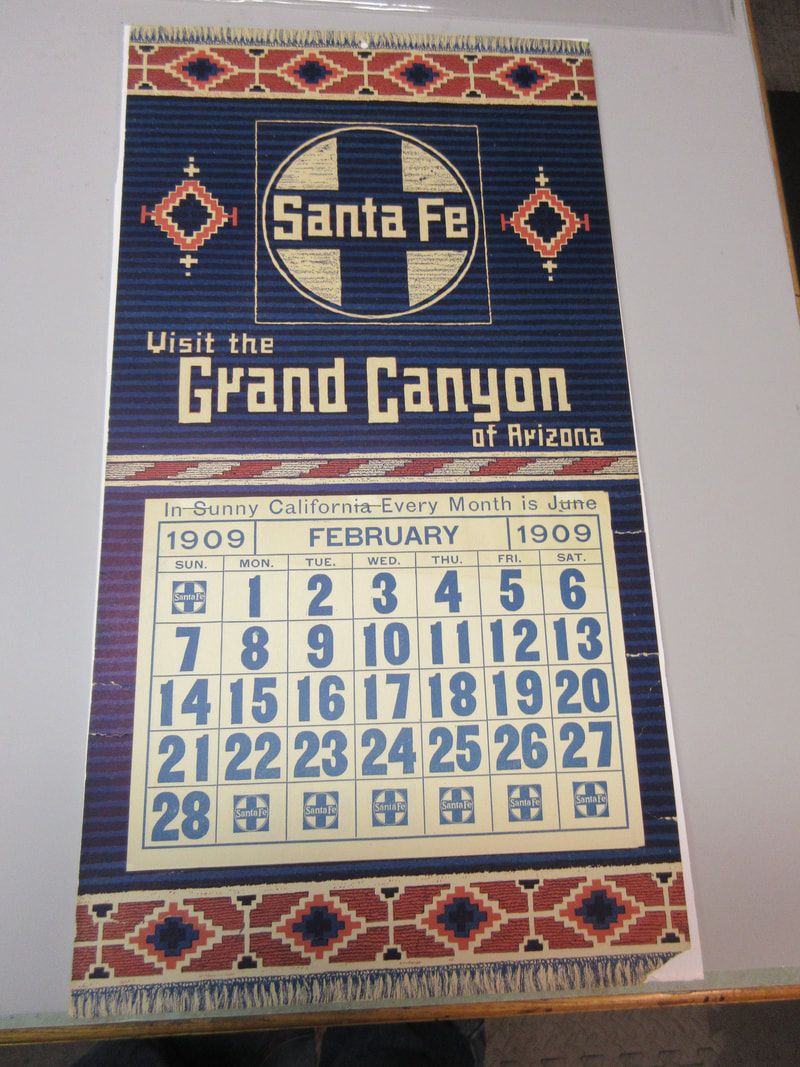 Santa Fe
Visit the
Grand Canyon
of Arizona
In Sunny California Every Month is June
1909 FEBRUARY 1909
SUN. MON. TUE. WED. THU. FRI. SAT.
Santa Fe 1 2 3 4 5 6
7 8 9 10 11 12 13
14 15 16 17 18 19 20
21 22 23 24 25 26 27
28 Santa Fe Santa Fe Santa Fe Santa Fe Santa Fe Santa Fe